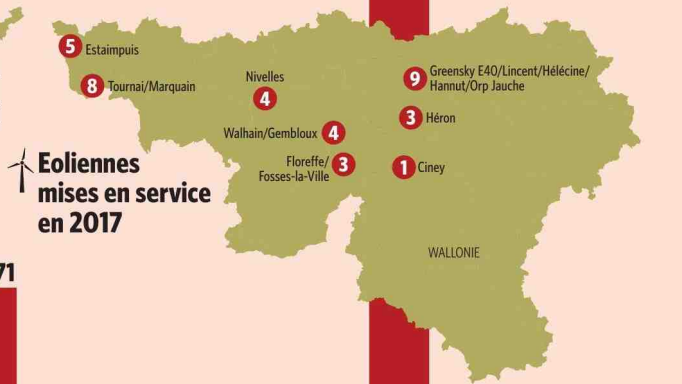 5 Estaimpuis
8 Tournai/Marquain
Nivelles
4
9 Greensky E40/Lincent/Hélécine/
Hannut/Orp Jauche
3 Héron
Walhain/Gembloux 4
Floreffe/ 3
Fosses-la-Ville
1 Ciney
Eoliennes
mises en service
en 2017
WALLONIE
71